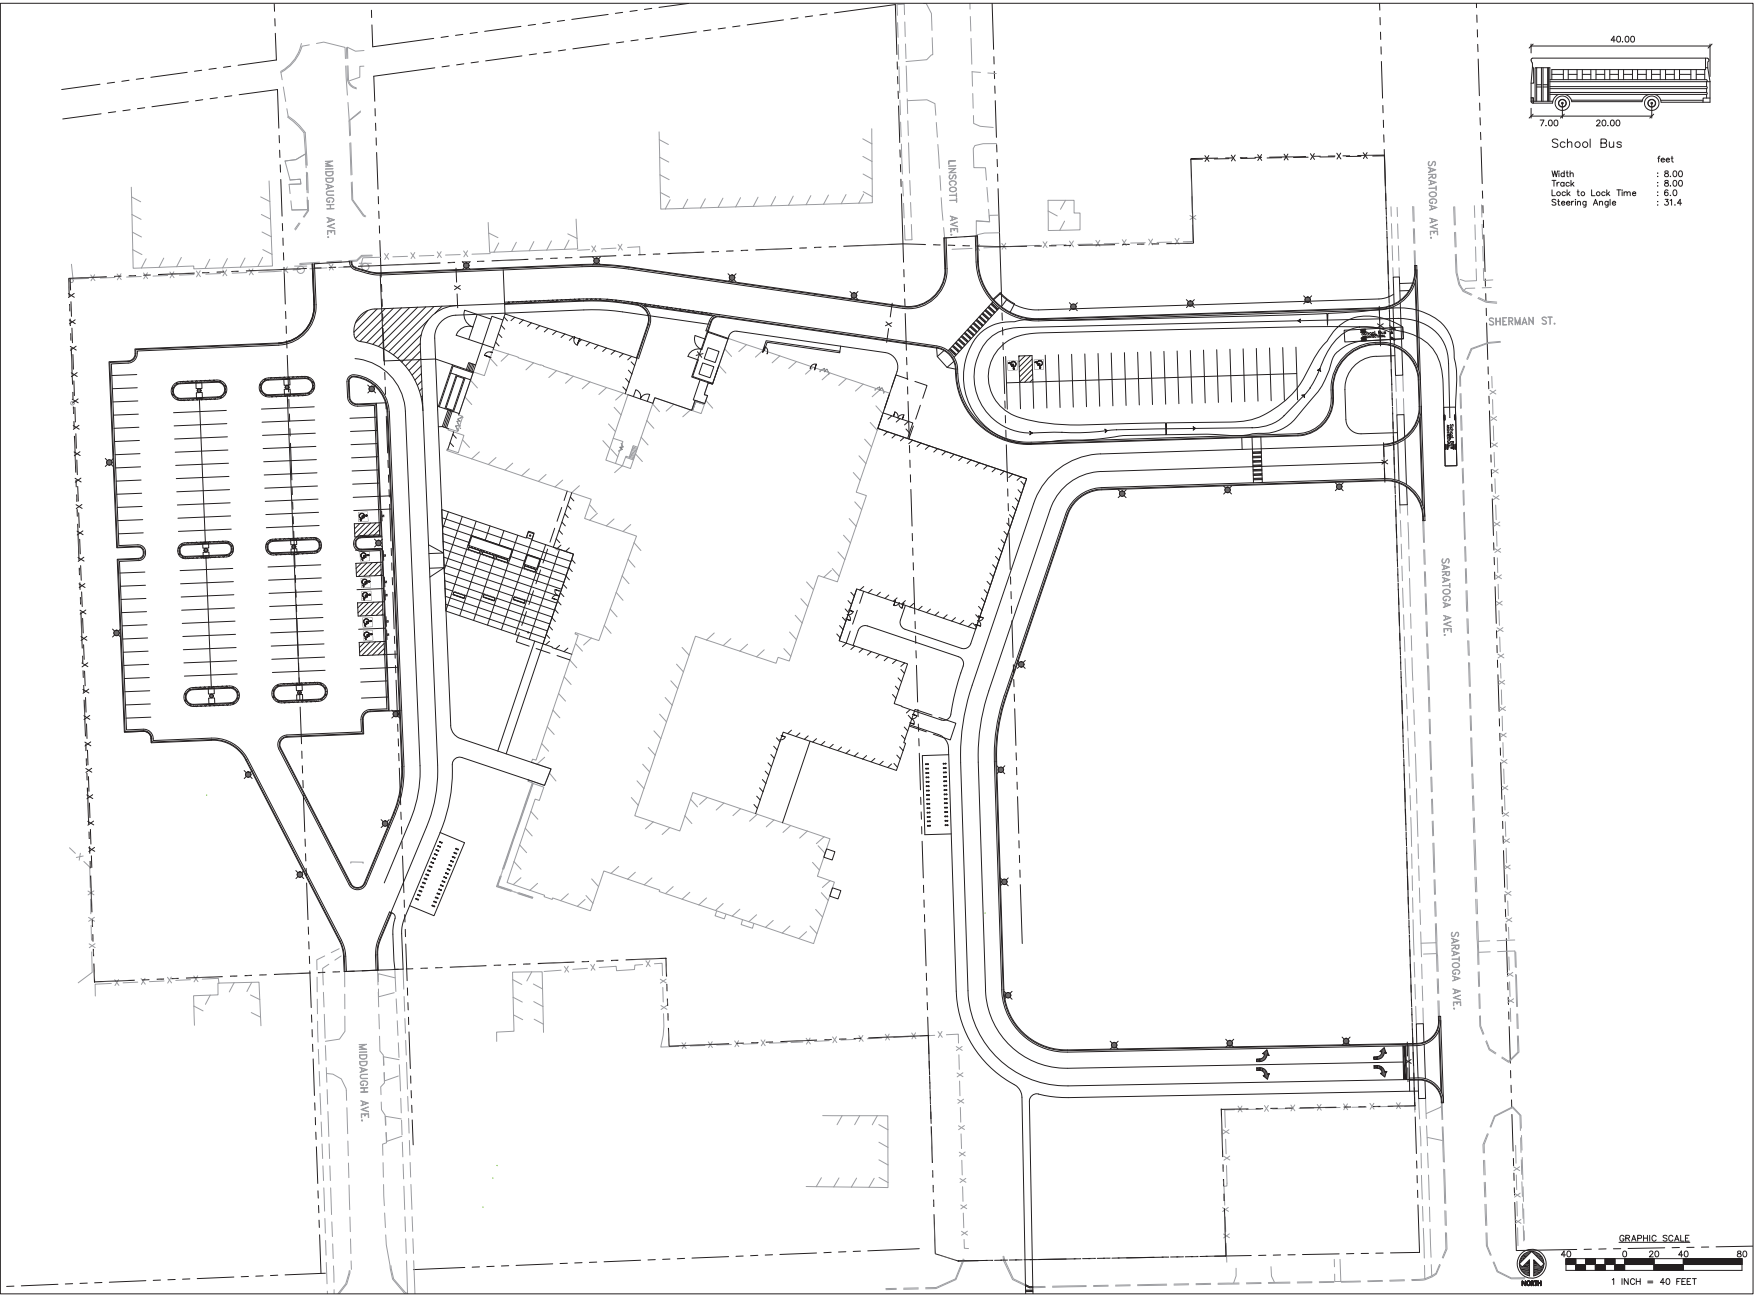 40.00
7.00 20.00
School Bus
feet
Width : 8.00
Track : 8.00
Lock to Lock Time : 6.0
Steering Angle : 31.4
MIDDAUGH AVE.
LINSCOTT AVE.
SARATOGA AVE.
SHERMAN ST.
SARATOGA AVE.
SARATOGA AVE.
MIDDAUGH AVE.
GRAPHIC SCALE
40 0 20 40 80
1 INCH = 40 FEET
NORTH